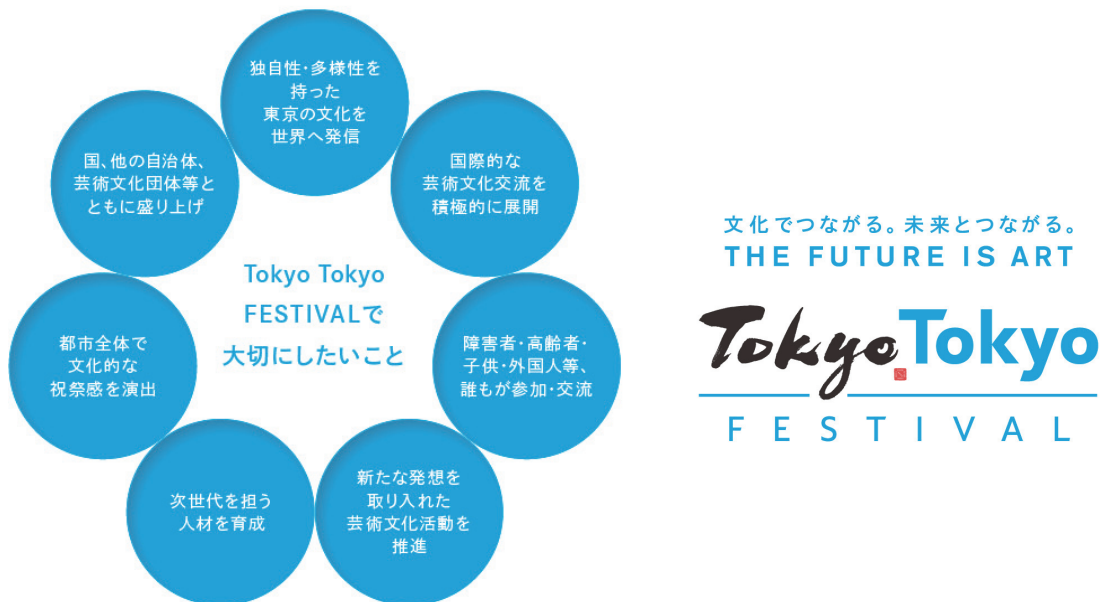 独自性・多様性を
持った
東京の文化を
世界へ発信
国際的な
芸術文化交流を
積極的に展開
障害者・高齢者・
子供・外国人等、
誰もが参加・交流
新たな発想を
取り入れた
芸術文化活動を
推進
次世代を担う
人材を育成
都市全体で
文化的な
祝祭感を演出
国、他の自治体、
芸術文化団体等と
ともに盛り上げ
Tokyo Tokyo
FESTIVALで
大切にしたいこと
文化でつながる。未来とつながる。
THE FUTURE IS ART
Tokyo Tokyo
FESTIVAL